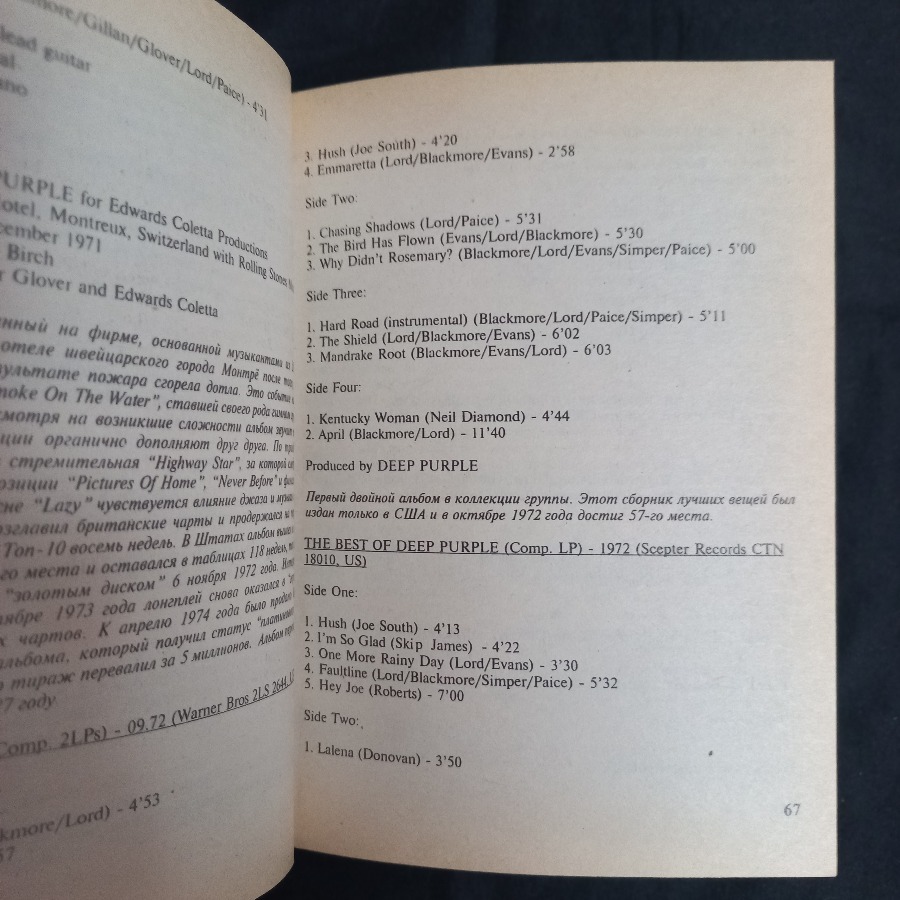 more/Gillan/Glover/Lord/Paice) - 4'31
lead guitar
PURPLE for Edwards Coletta Productions
Hotel, Montreux, Switzerland with Rolling Stones
cember 1971
Birch
Glover and Edwards Coletta
на фирме, основанной музыкантами из
отеле швейцарского города Монтрё после
пожара сгорела дотла. Это
Smoke On The Water", ставшей своего рода
смотря на возникшие сложности альбом
органично дополняют друг друга. По
стремительная "Highway Star", за которой
"Pictures Of Home", "Never Before" и
"Lazy" чувствуется влияние джаза и
возглавил британские чарты и продержался
Топ-10 восемь недель. В Штатах альбом
места и оставался в таблицах 118 недель,
"золотым диском" 6 ноября 1972 года.
1973 года лонгплей снова оказался в
чартов. К апрелю 1974 года было
альбома, который получил статус
тираж перевалил за 5 миллионов. Альбом
году.
Comp. 2LPs) - 09.72 (Warner Bros 2LS 2644,
ckmore/Lord) - 4'53
3. Hush (Joe South) - 4'20
4. Emmaretta (Lord/Blackmore/Evans) - 2'58
Side Two:
1. Chasing Shadows (Lord/Paice) - 5'31
2. The Bird Has Flown (Evans/Lord/Blackmore) - 5'30
3. Why Didn't Rosemary? (Blackmore/Lord/Evans/Simper/Paice) - 5'00
Side Three:
1. Hard Road (instrumental) (Blackmore/Lord/Paice/Simper) - 5'11
2. The Shield (Lord/Blackmore/Evans) - 6'02
3. Mandrake Root (Blackmore/Evans/Lord) - 6'03
Side Four:
1. Kentucky Woman (Neil Diamond) - 4'44
2. April (Blackmore/Lord) - 11'40
Produced by DEEP PURPLE
Первый двойной альбом в коллекции группы. Этот сборник лучших вещей был
издан только в США и в октябре 1972 года достиг 57-го места.
THE BEST OF DEEP PURPLE (Comp. LP) - 1972 (Scepter Records CTN
18010, US)
Side One:
1. Hush (Joe South) - 4'13
2. I'm So Glad (Skip James) - 4'22
3. One More Rainy Day (Lord/Evans) - 3'30
4. Faultline (Lord/Blackmore/Simper/Paice) - 5'32
5. Hey Joe (Roberts) - 7'00
Side Two:
1. Lalena (Donovan) - 3'50
67